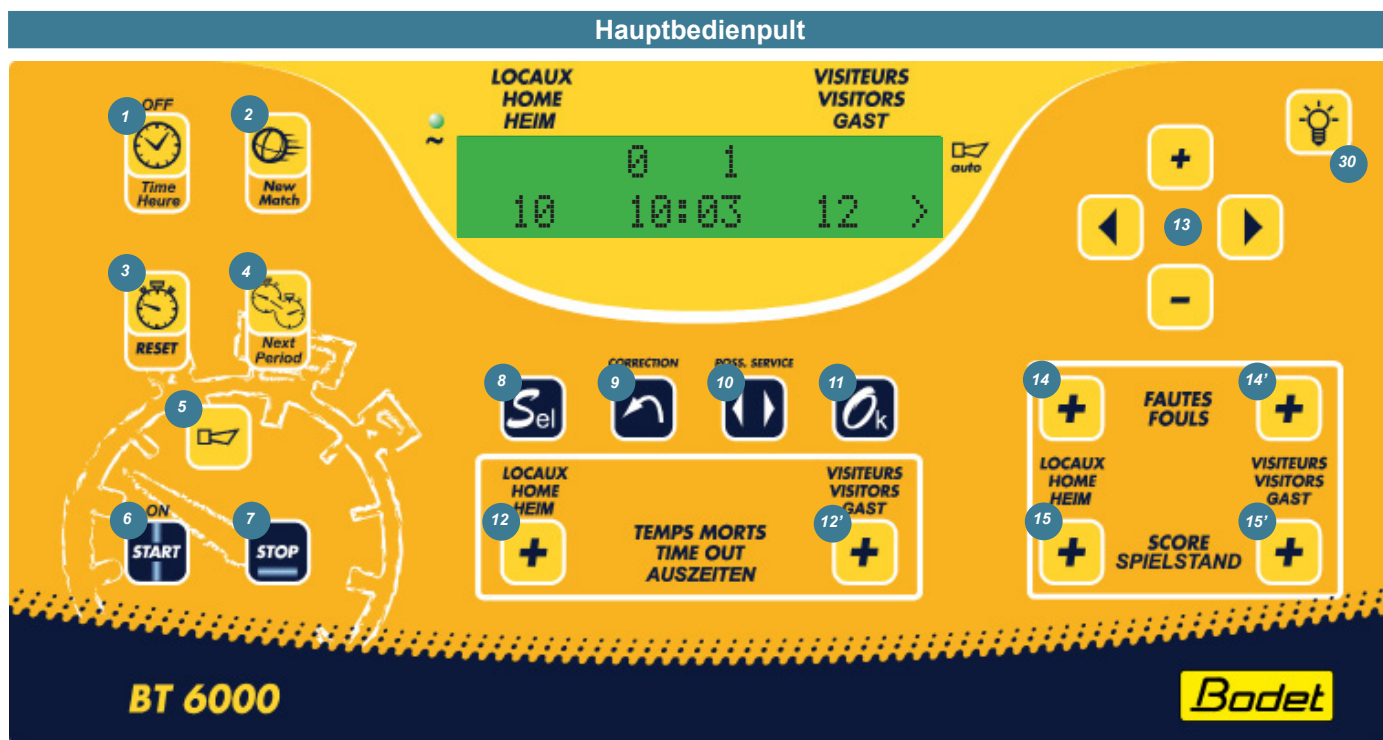 Hauptbedienpult
LOCAUX
HOME
HEIM
VISITEURS
VISITORS
GAST
OFF
1
2
~
0 1
10 10:03 12 >
auto
30
Time
Heure
New
Match
+
13
-
3
4
RESET
Next
Period
CORRECTION
POSS. SERVICE
8
9
10
11
Sel
Ok
5
14
+
FAUTES
FOULS
14'
+
LOCAUX
HOME
HEIM
VISITEURS
VISITORS
GAST
LOCAUX
HOME
HEIM
VISITEURS
VISITORS
GAST
ON
6
START
7
STOP
12
+
TEMPS MORTS
TIME OUT
AUSZEITEN
12'
+
15
+
SCORE
SPIELSTAND
15'
+
BT 6000
Bodet